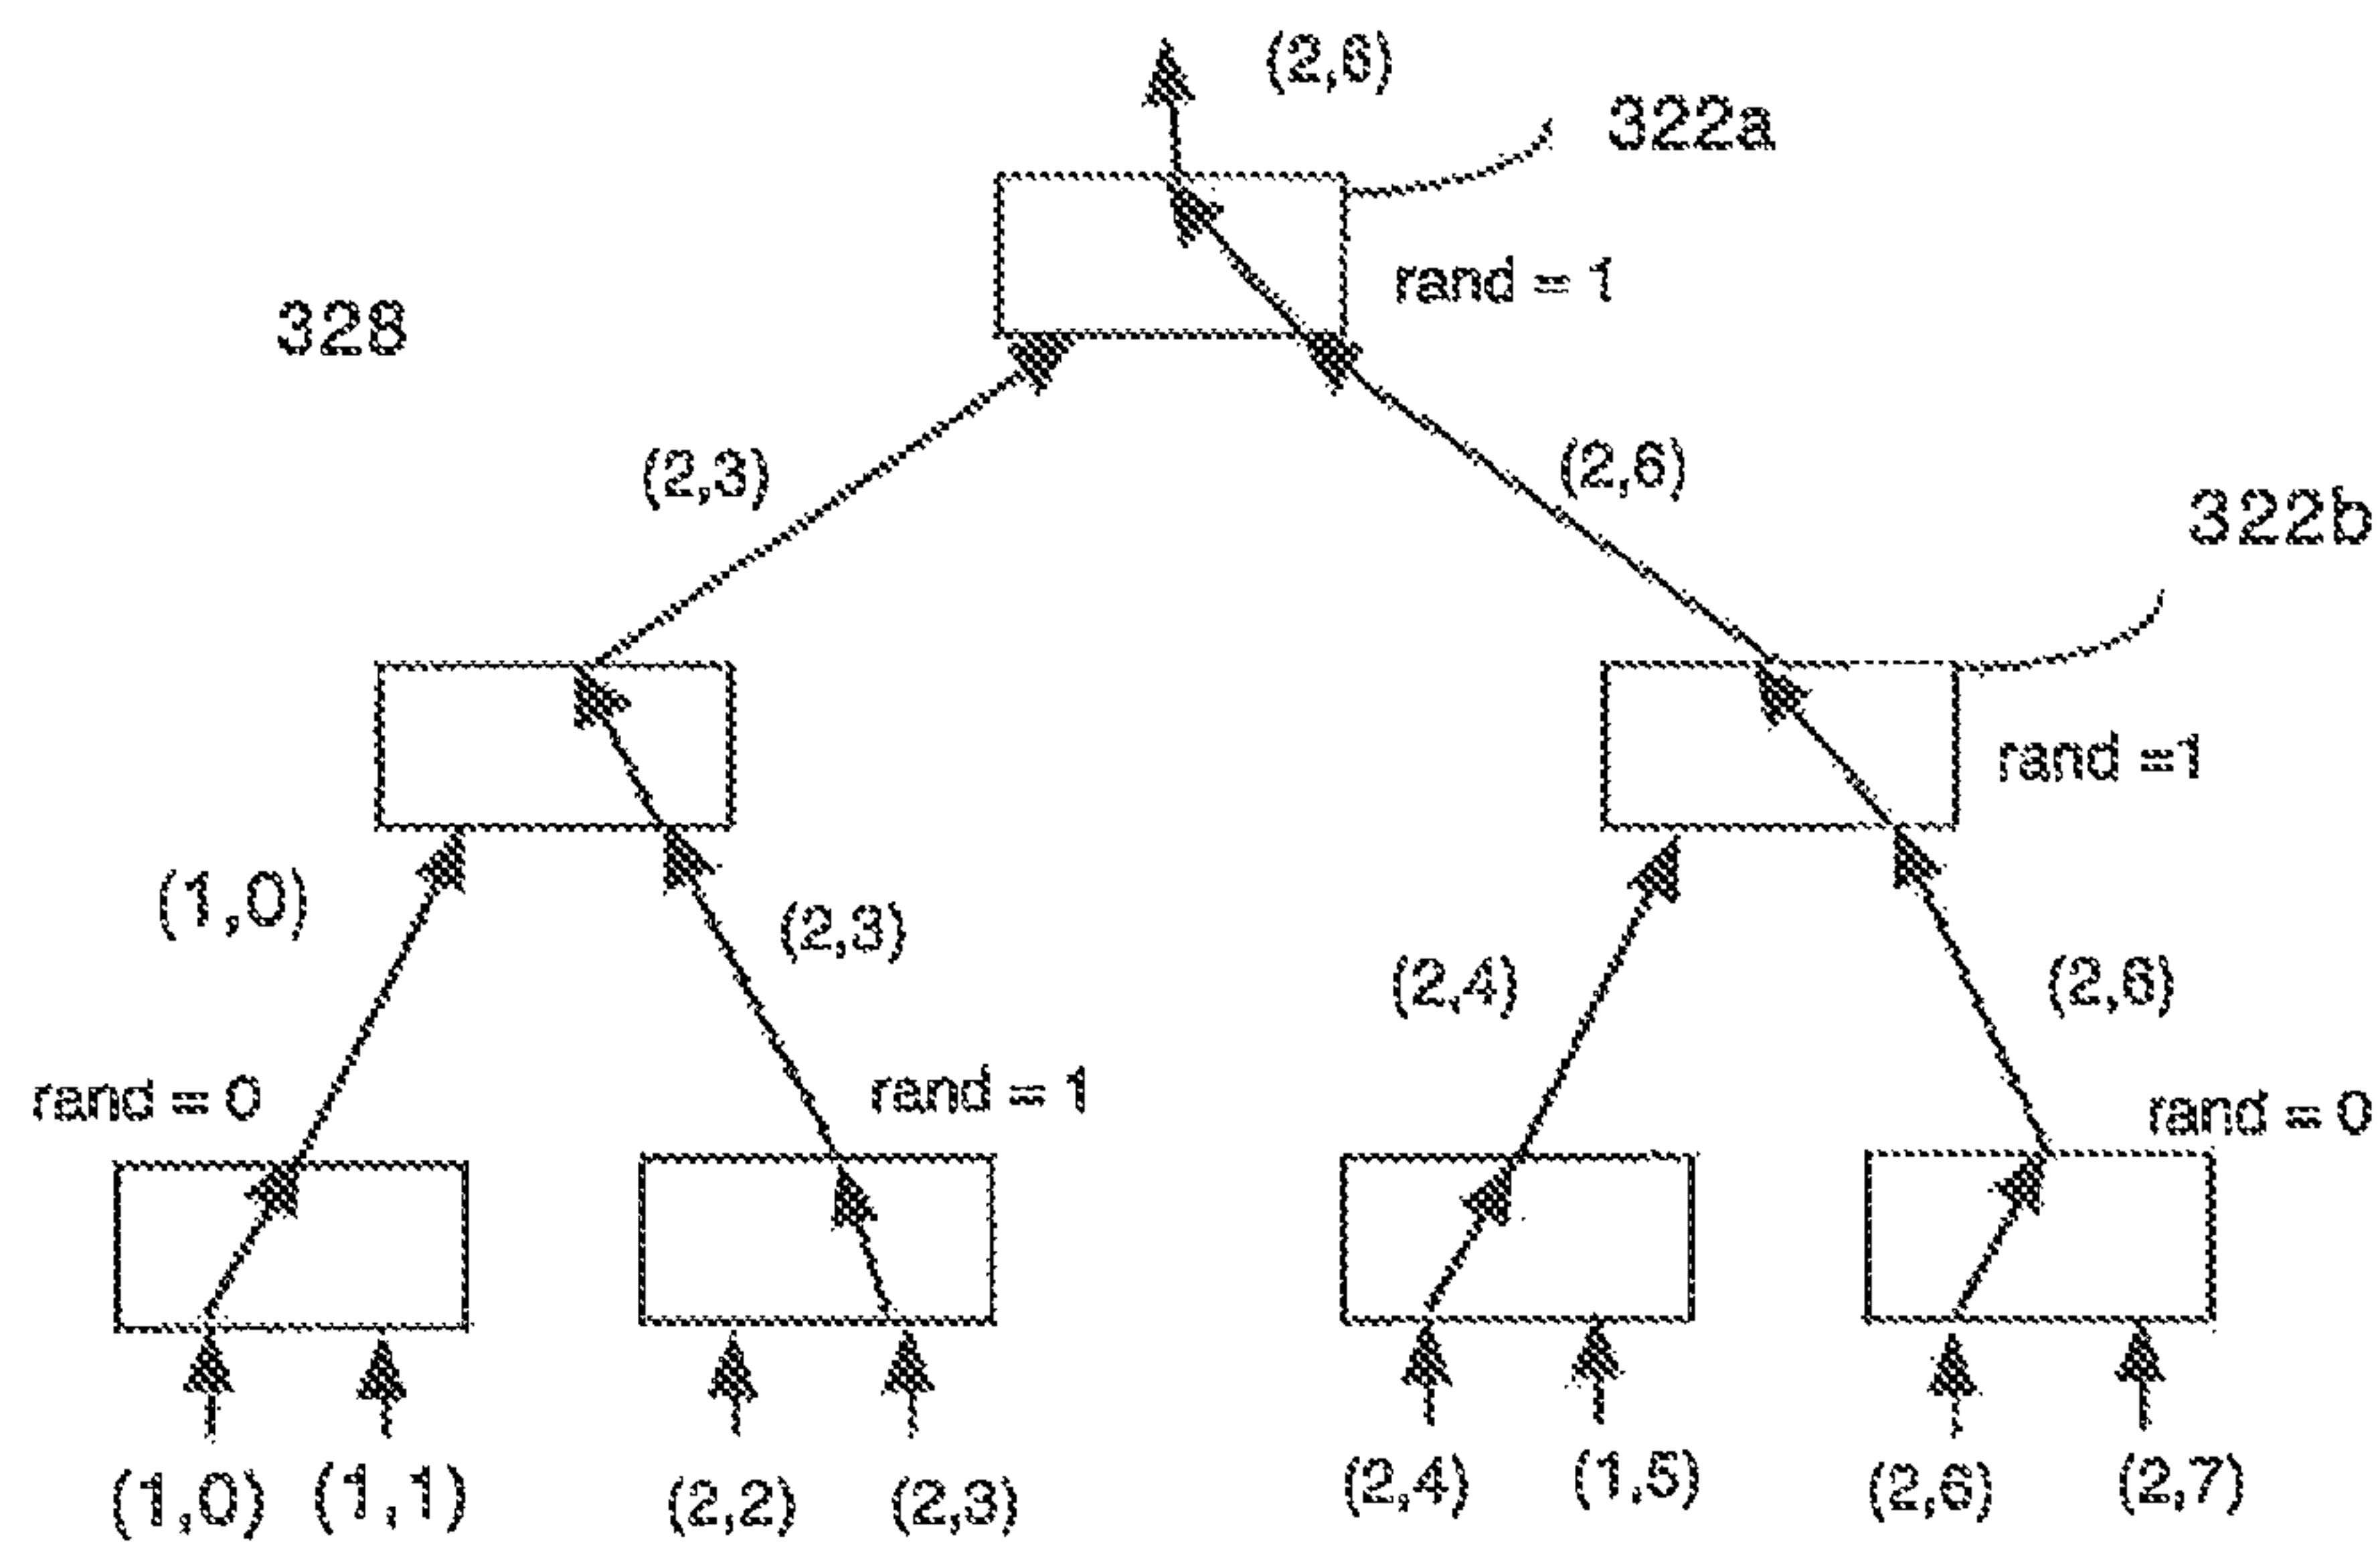 (2,6)
322a
rand = 1
328
(2,3)
(2,6)
322b
rand =1
(1,0)
(2,3)
(2,4)
(2,6)
rand = 0
rand = 1
rand = 0
(1,0)
(1,1)
(2,2)
(2,3)
(2,4)
(1,5)
(2,6)
(2,7)